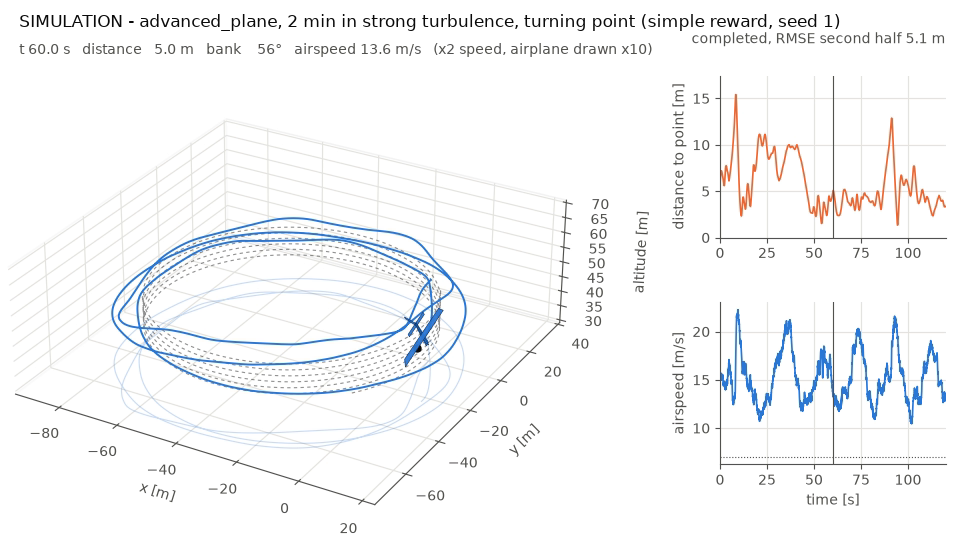 SIMULATION - advanced_plane, 2 min in strong turbulence, turning point (simple reward, seed 1)
t 60.0 s distance 5.0 m bank 56° airspeed 13.6 m/s (x2 speed, airplane drawn x10)
completed, RMSE second half 5.1 m
70
65
60
55
50
45
40
35
30
altitude [m]
40
20
0
−20
−40
−60
y [m]
−80
−60
−40
−20
0
20
x [m]
15
10
5
0
distance to point [m]
0 25 50 75 100
20
15
10
airspeed [m/s]
0 25 50 75 100
time [s]